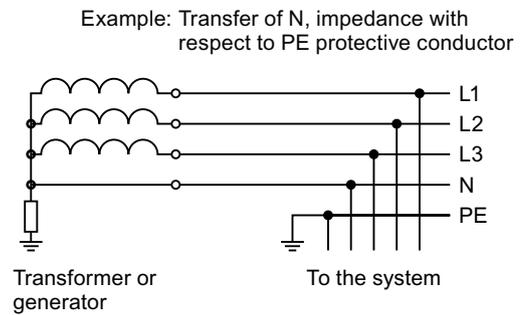 Example: Transfer of N, impedance with
respect to PE protective conductor
L1
L2
L3
N
PE
Transformer or
generator
To the system